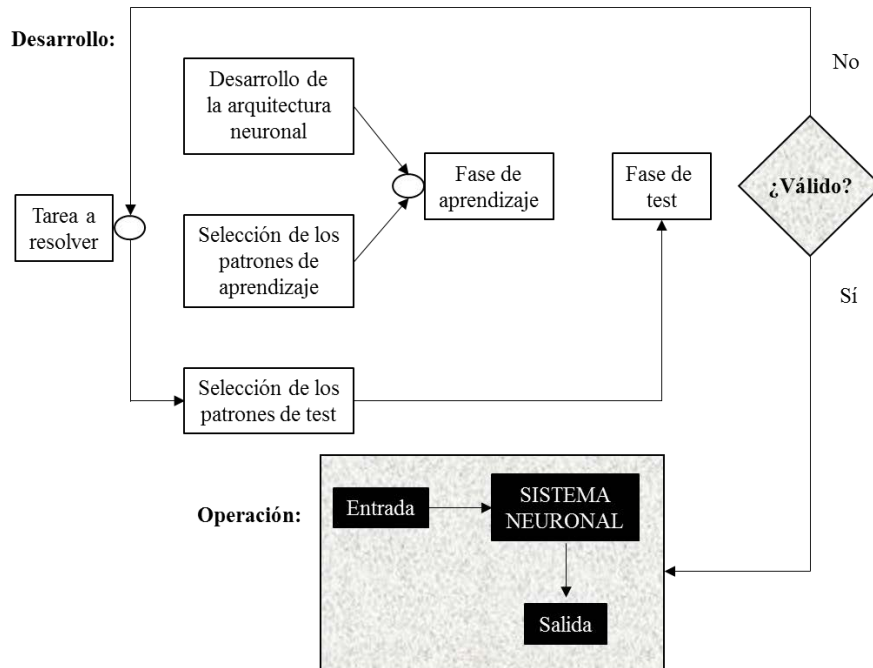 Desarrollo:
No
Desarrollo de
la arquitectura
neuronal
¿Válido?
Fase de
aprendizaje
Fase de
test
Tarea a
resolver
Selección de los
patrones de
aprendizaje
Sí
Selección de los
patrones de test
Operación:
Entrada
SISTEMA
NEURONAL
Salida